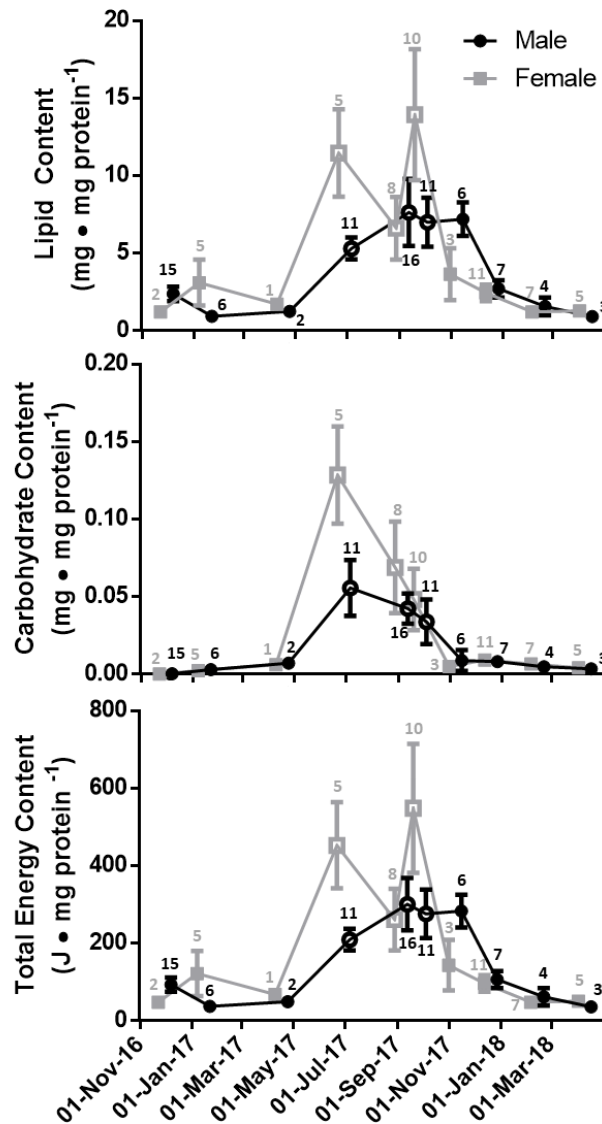 20
15
10
5
0
Lipid Content
(mg ● mg protein-1)
Male
Female
2 15 5 6 1 2 5 11 8 16 10 11 3 6 11 7 7 4 5 3
0.20
0.15
0.10
0.05
0.00
Carbohydrate Content
(mg ● mg protein-1)
2 15 5 6 1 2 5 11 8 16 10 11 3 6 11 7 7 4 5 3
800
600
400
200
0
Total Energy Content
(J ● mg protein -1)
2 15 5 6 1 2 5 11 8 16 10 11 3 6 11 7 7 4 5 3
01-Nov-16
01-Jan-17
01-Mar-17
01-May-17
01-Jul-17
01-Sep-17
01-Nov-17
01-Jan-18
01-Mar-18